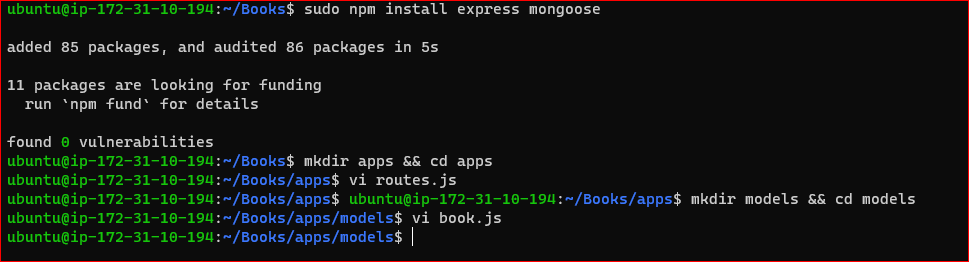 ubuntu@ip-172-31-10-194:~/Books$ sudo npm install express mongoose
added 85 packages, and audited 86 packages in 5s
11 packages are looking for funding
  run `npm fund` for details
found 0 vulnerabilities
ubuntu@ip-172-31-10-194:~/Books$ mkdir apps && cd apps
ubuntu@ip-172-31-10-194:~/Books/apps$ vi routes.js
ubuntu@ip-172-31-10-194:~/Books/apps$ ubuntu@ip-172-31-10-194:~/Books/apps$ mkdir models && cd models
ubuntu@ip-172-31-10-194:~/Books/apps/models$ vi book.js
ubuntu@ip-172-31-10-194:~/Books/apps/models$